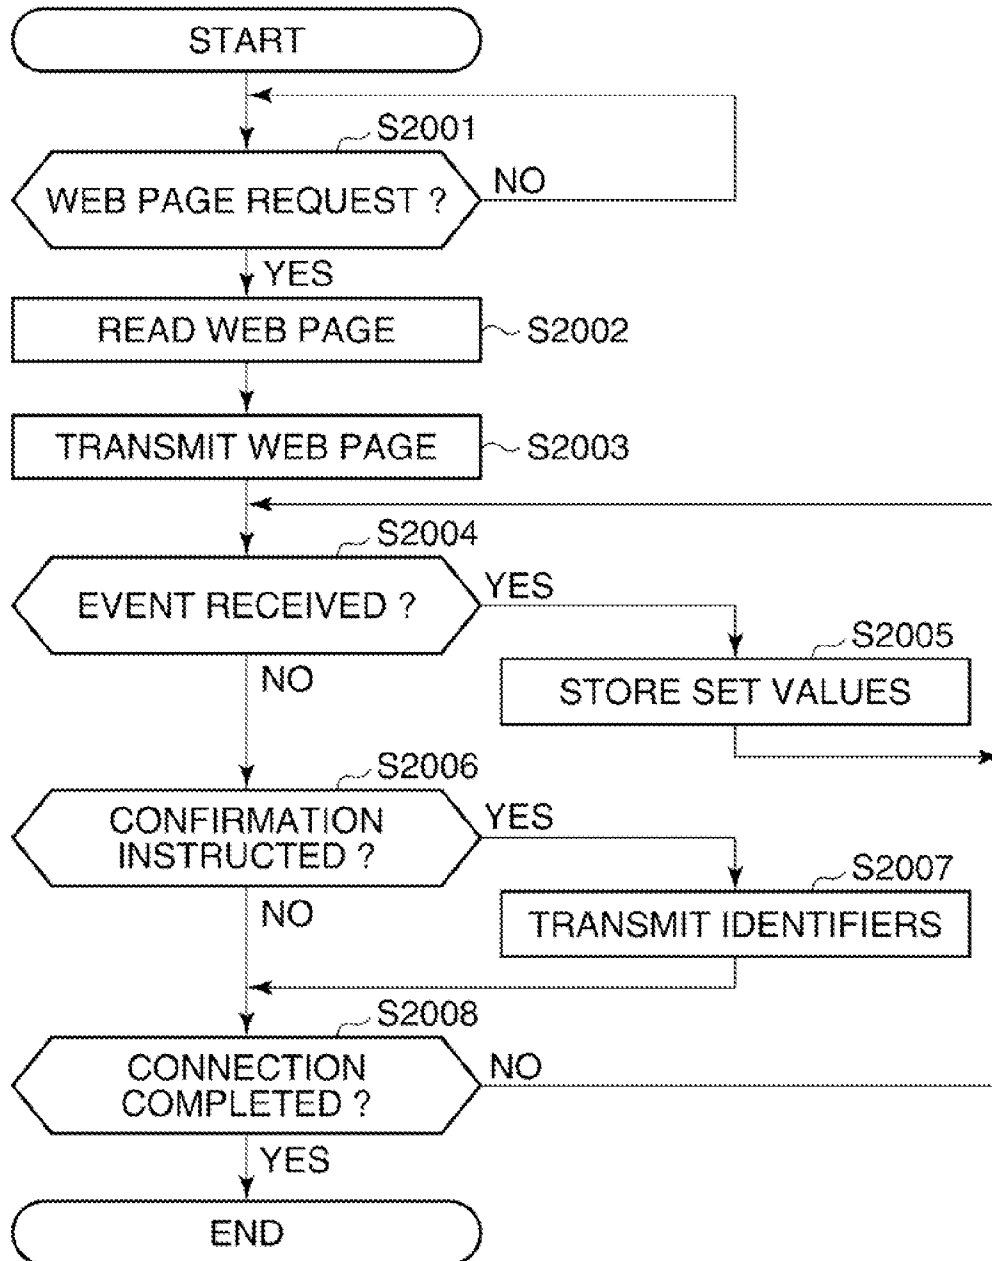 START
S2001
WEB PAGE REQUEST ?
NO
YES
READ WEB PAGE
S2002
TRANSMIT WEB PAGE
S2003
S2004
EVENT RECEIVED ?
YES
NO
S2005
STORE SET VALUES
S2006
CONFIRMATION
INSTRUCTED ?
YES
NO
S2007
TRANSMIT IDENTIFIERS
S2008
CONNECTION
COMPLETED ?
NO
YES
END